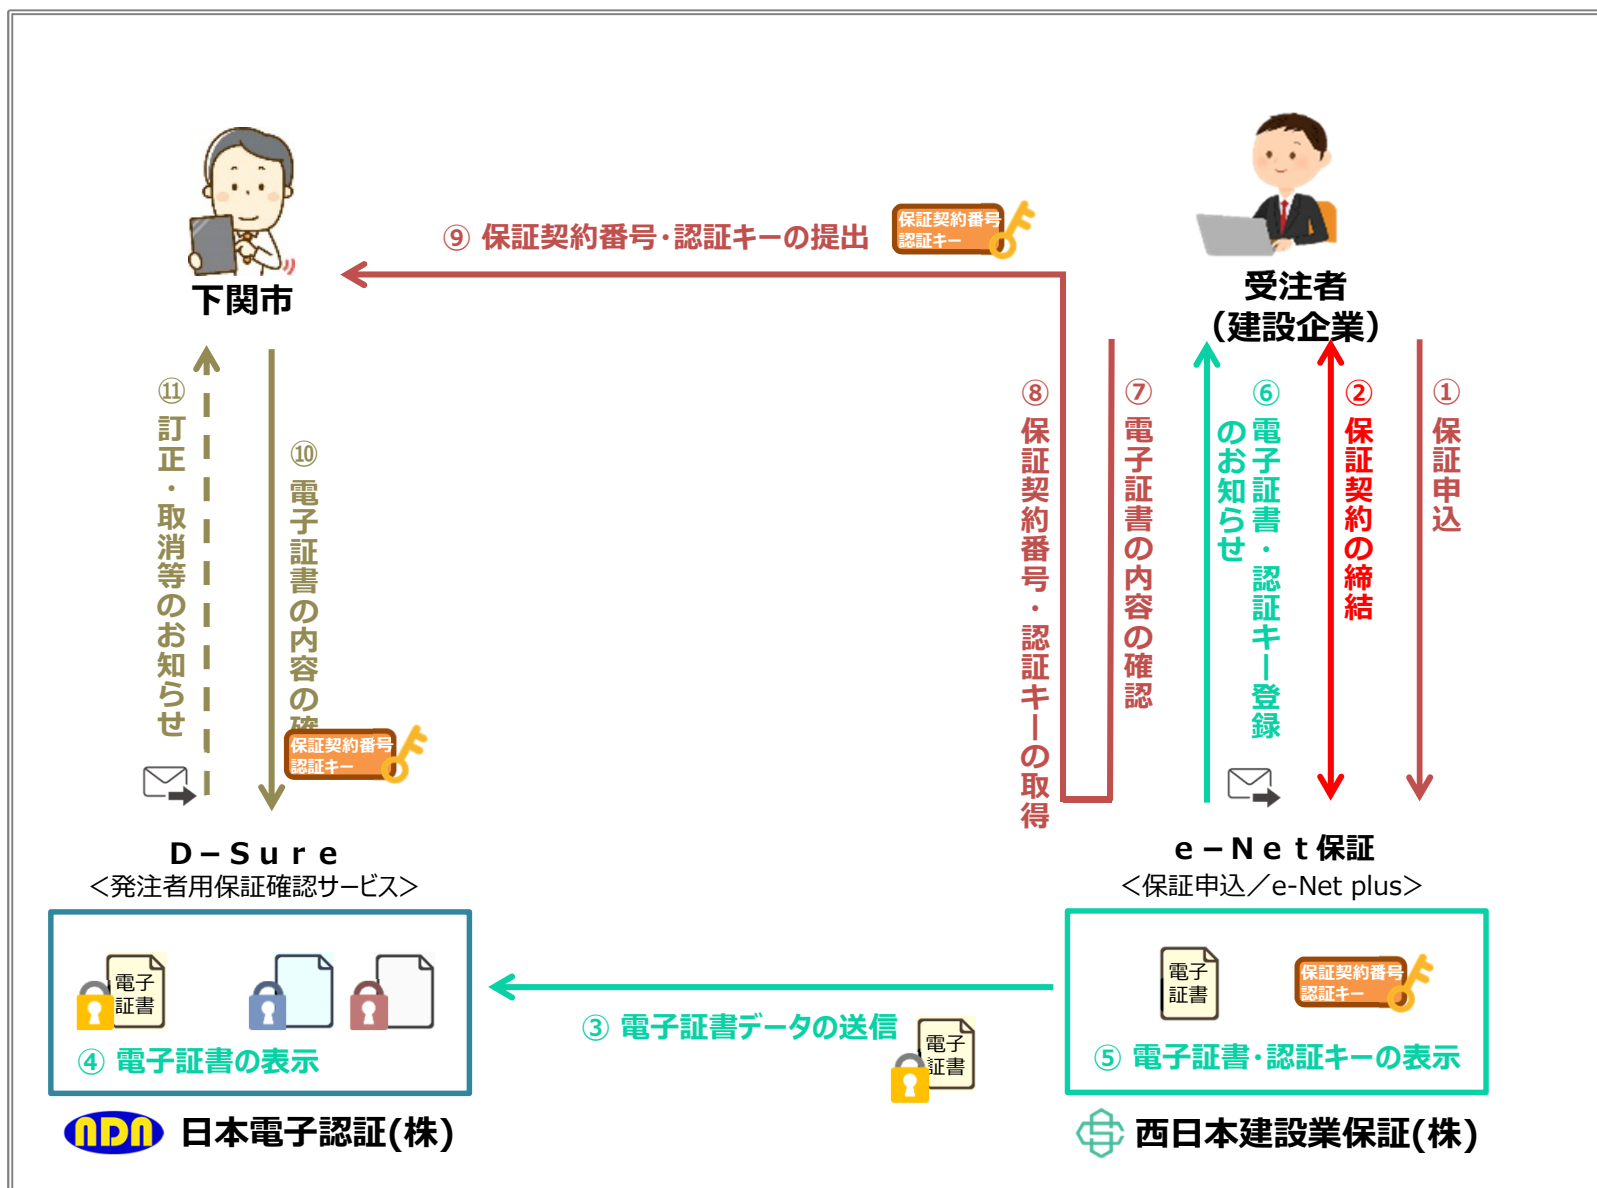 ⑨ 保証契約番号・認証キーの提出
保証契約番号
認証キー
下関市
受注者
（建設企業）
① 保証申込
② 保証契約の締結
⑥ 電子証書・認証キー登録
のお知らせ
⑦ 電子証書の内容の確認
⑧ 保証契約番号・認証キーの取得
⑩ 電子証書の内容の確
⑪ 訂正・取消等のお知らせ
保証契約番号
認証キー
D－Sure
＜発注者用保証確認サービス＞
電子
証書
④ 電子証書の表示
NDN 日本電子認証(株)
③ 電子証書データの送信
電子
証書
e－Net保証
＜保証申込／e-Net plus＞
電子
証書
保証契約番号
認証キー
⑤ 電子証書・認証キーの表示
西日本建設業保証(株)